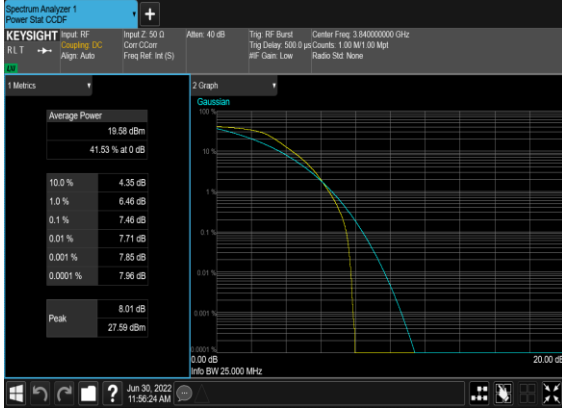 Spectrum Analyzer 1
Power Stat CCDF
+
KEYSIGHT
RLT
LXI
Input: RF
Coupling: DC
Align: Auto
Input Z: 50 Ω
Corr CCorr
Freq Ref: Int (S)
Atten: 40 dB
Trig: RF Burst
Trig Delay: 500.0 µs
#IF Gain: Low
Center Freq: 3.840000000 GHz
Counts: 1.00 M/1.00 Mpt
Radio Std: None
1 Metrics
Average Power
19.58 dBm
41.53 % at 0 dB
10.0 % 4.35 dB
1.0 % 6.46 dB
0.1 % 7.46 dB
0.01 % 7.71 dB
0.001 % 7.85 dB
0.0001 % 7.96 dB
Peak
8.01 dB
27.59 dBm
2 Graph
Gaussian
100 %
10 %
1 %
0.1 %
0.01 %
0.001 %
0.0001 %
0.00 dB
20.00 dB
Info BW 25.000 MHz
?
Jun 30, 2022
11:56:24 AM